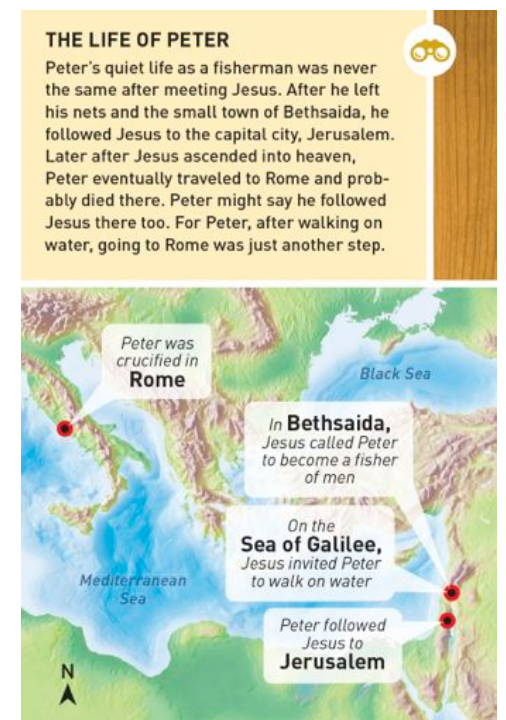 THE LIFE OF PETER
Peter's quiet life as a fisherman was never
the same after meeting Jesus. After he left
his nets and the small town of Bethsaida, he
followed Jesus to the capital city, Jerusalem.
Later after Jesus ascended into heaven,
Peter eventually traveled to Rome and prob-
ably died there. Peter might say he followed
Jesus there too. For Peter, after walking on
water, going to Rome was just another step.
Peter was
crucified in
Rome
Black Sea
In Bethsaida,
Jesus called Peter
to become a fisher
of men
On the
Sea of Galilee,
Jesus invited Peter
to walk on water
Mediterranean
Sea
Peter followed
Jesus to
Jerusalem
N